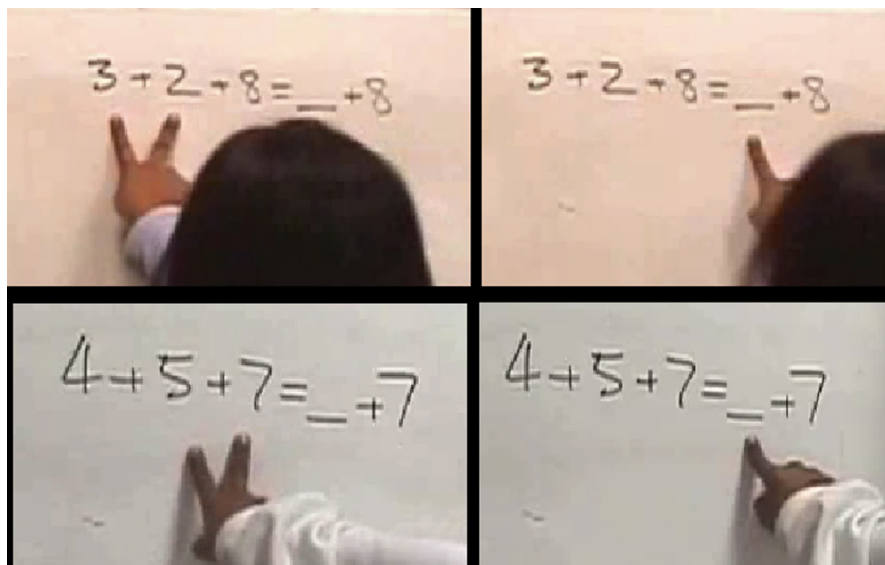 3 + 2 + 8 = _ + 8
3 + 2 + 8 = _ + 8
4 + 5 + 7 = _ + 7
4 + 5 + 7 = _ + 7